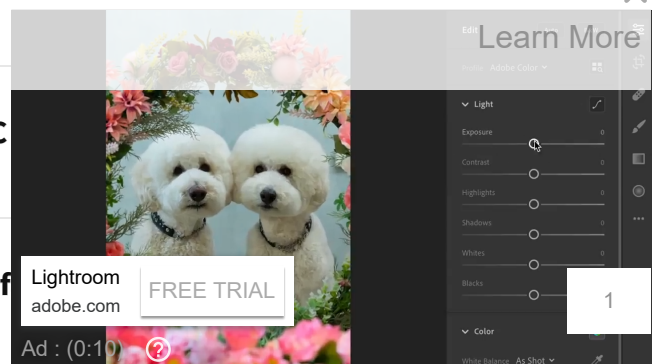 Edit
Learn More
Profile Adobe Color
Light
Exposure 0
Contrast 0
Highlights 0
Shadows 0
Whites 0
Blacks
Lightroom
adobe.com
FREE TRIAL
1
Color
Ad : (0:10) ?
White Balance As Shot